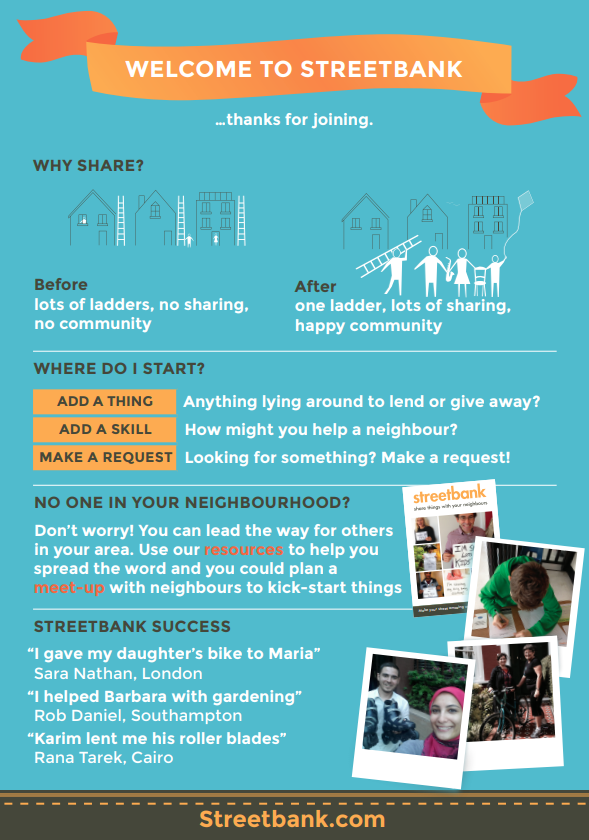 WELCOME TO STREETBANK
...thanks for joining.
WHY SHARE?
Before
lots of ladders, no sharing,
no community
After
one ladder, lots of sharing,
happy community
WHERE DO I START?
ADD A THING Anything lying around to lend or give away?
ADD A SKILL How might you help a neighbour?
MAKE A REQUEST Looking for something? Make a request!
NO ONE IN YOUR NEIGHBOURHOOD?
Don't worry! You can lead the way for others
in your area. Use our resources to help you
spread the word and you could plan a
meet-up with neighbours to kick-start things
streetbank
share things with your neighbours
STREETBANK SUCCESS
“I gave my daughter's bike to Maria”
Sara Nathan, London
“I helped Barbara with gardening”
Rob Daniel, Southampton
“Karim lent me his roller blades”
Rana Tarek, Cairo
Streetbank.com